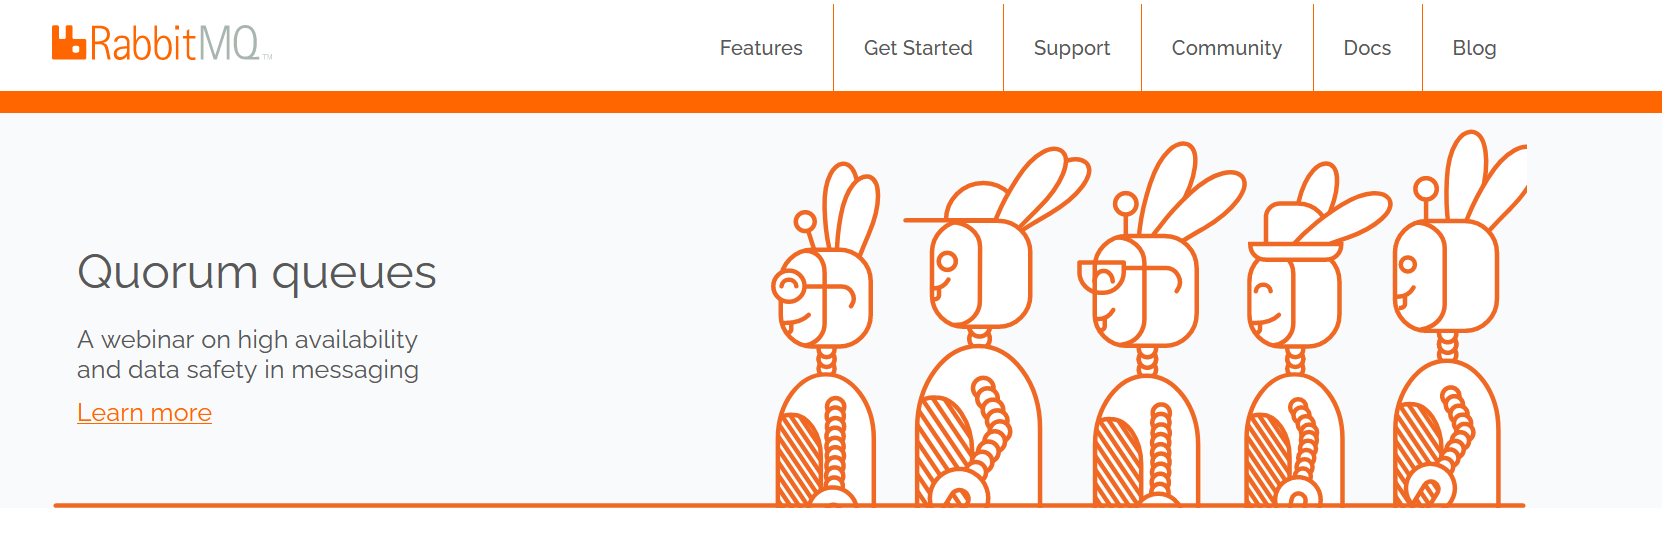 RabbitMQ™
Features
Get Started
Support
Community
Docs
Blog
Quorum queues
A webinar on high availability
and data safety in messaging
Learn more